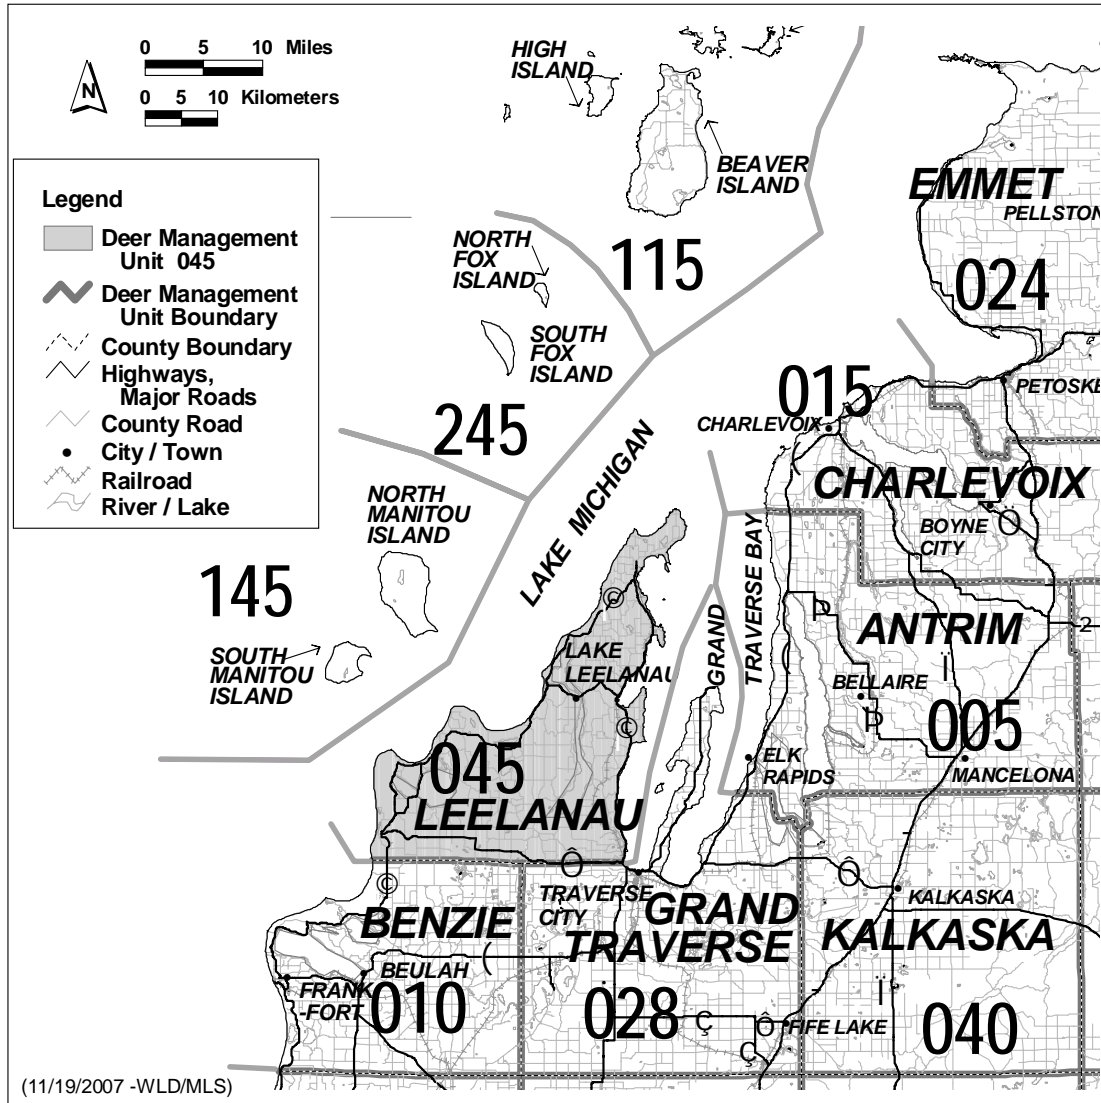 0 5 10 Miles
0 5 10 Kilometers
N
HIGH
ISLAND
BEAVER
ISLAND
EMMET
PELLSTON
Legend
Deer Management
Unit 045
Deer Management
Unit Boundary
County Boundary
Highways,
Major Roads
County Road
City / Town
Railroad
River / Lake
NORTH
FOX
ISLAND
115
024
SOUTH
FOX
ISLAND
015
PETOSKE
CHARLEVOIX
245
LAKE MICHIGAN
CHARLEVOIX
NORTH
MANITOU
ISLAND
BOYNE
CITY
Ö
145
GRAND
TRAVERSE BAY
©
Þ
ANTRIM
2
SOUTH
MANITOU
ISLAND
LAKE
LEELANAU
Ï
BELLAIRE
Þ
005
©
045
ELK
RAPIDS
MANCELONA
LEELANAU
Ô
Ô
©
TRAVERSE
CITY
KALKASKA
BENZIE
GRAND
TRAVERSE
KALKASKA
(
BEULAH
FRANK
-FORT
010
028
Ç
Ô
Ç
FIFE LAKE
Ï
040
(11/19/2007 -WLD/MLS)